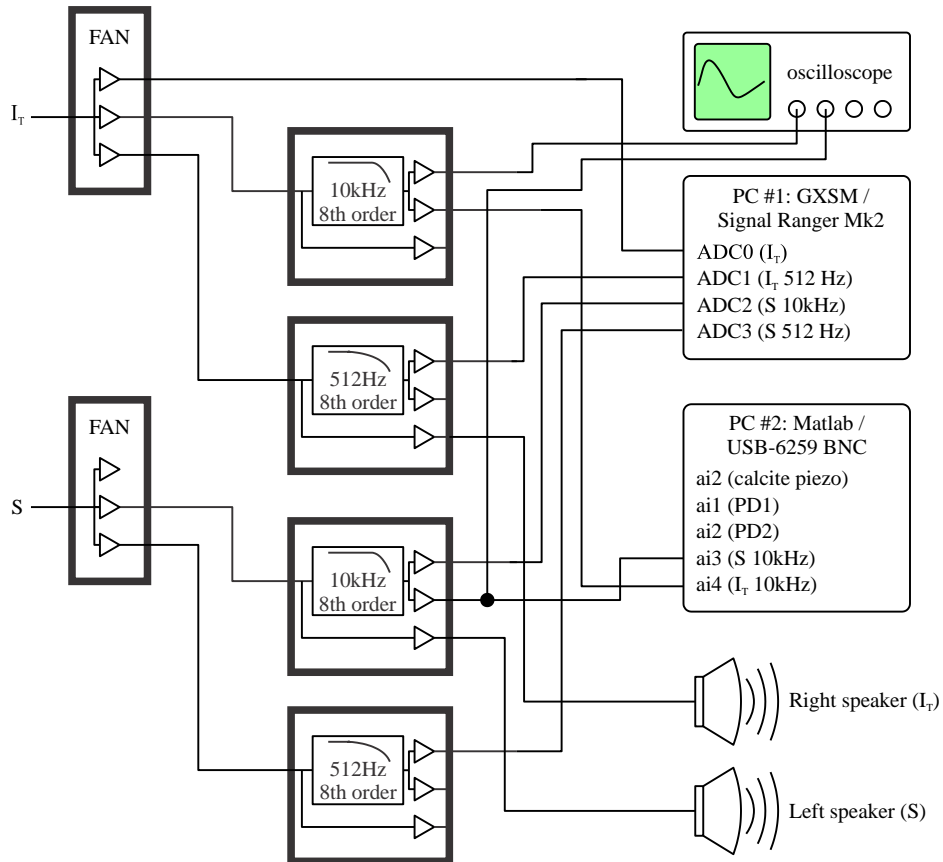 FAN
I_T
10kHz
8th order
512Hz
8th order
FAN
S
10kHz
8th order
512Hz
8th order
oscilloscope
PC #1: GXSM /
Signal Ranger Mk2
ADC0 (I_T)
ADC1 (I_T 512 Hz)
ADC2 (S 10kHz)
ADC3 (S 512 Hz)
PC #2: Matlab /
USB-6259 BNC
ai2 (calcite piezo)
ai1 (PD1)
ai2 (PD2)
ai3 (S 10kHz)
ai4 (I_T 10kHz)
Right speaker (I_T)
Left speaker (S)